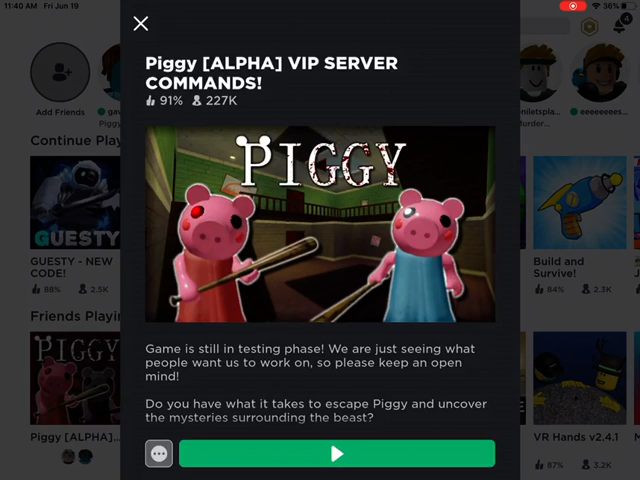 11:40 AM Fri Jun 19
36%
4
Piggy [ALPHA] VIP SERVER
COMMANDS!
91% 227K
Add Friends
Continue Play
GUESTY
GUESTY - NEW
CODE!
88% 2.5K
Friends Playin
PIGGY
Piggy [ALPHA]...
PIGGY
Game is still in testing phase! We are just seeing what
people want us to work on, so please keep an open
mind!
Do you have what it takes to escape Piggy and uncover
the mysteries surrounding the beast?
eeeeeees...
Build and
Survive!
84% 2.3K
VR Hands v2.4.1
87% 3.2K